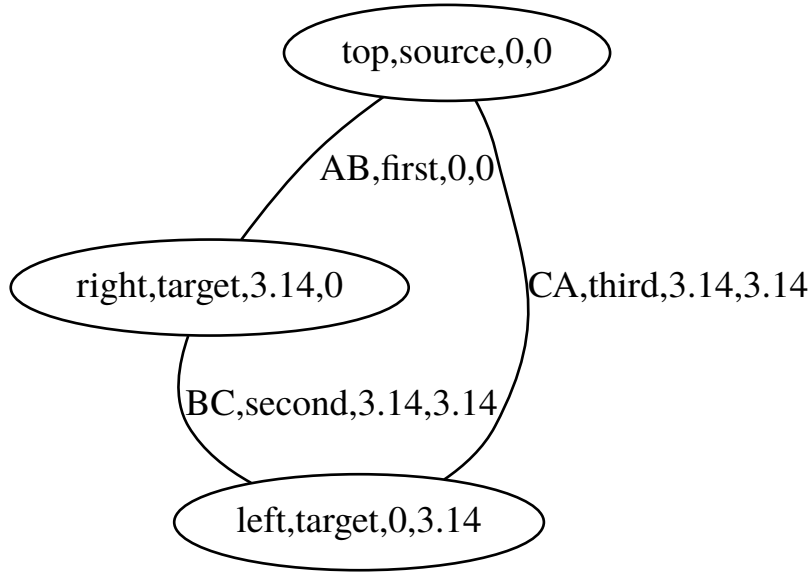 top,source,0,0
AB,first,0,0
right,target,3.14,0
CA,third,3.14,3.14
BC,second,3.14,3.14
left,target,0,3.14